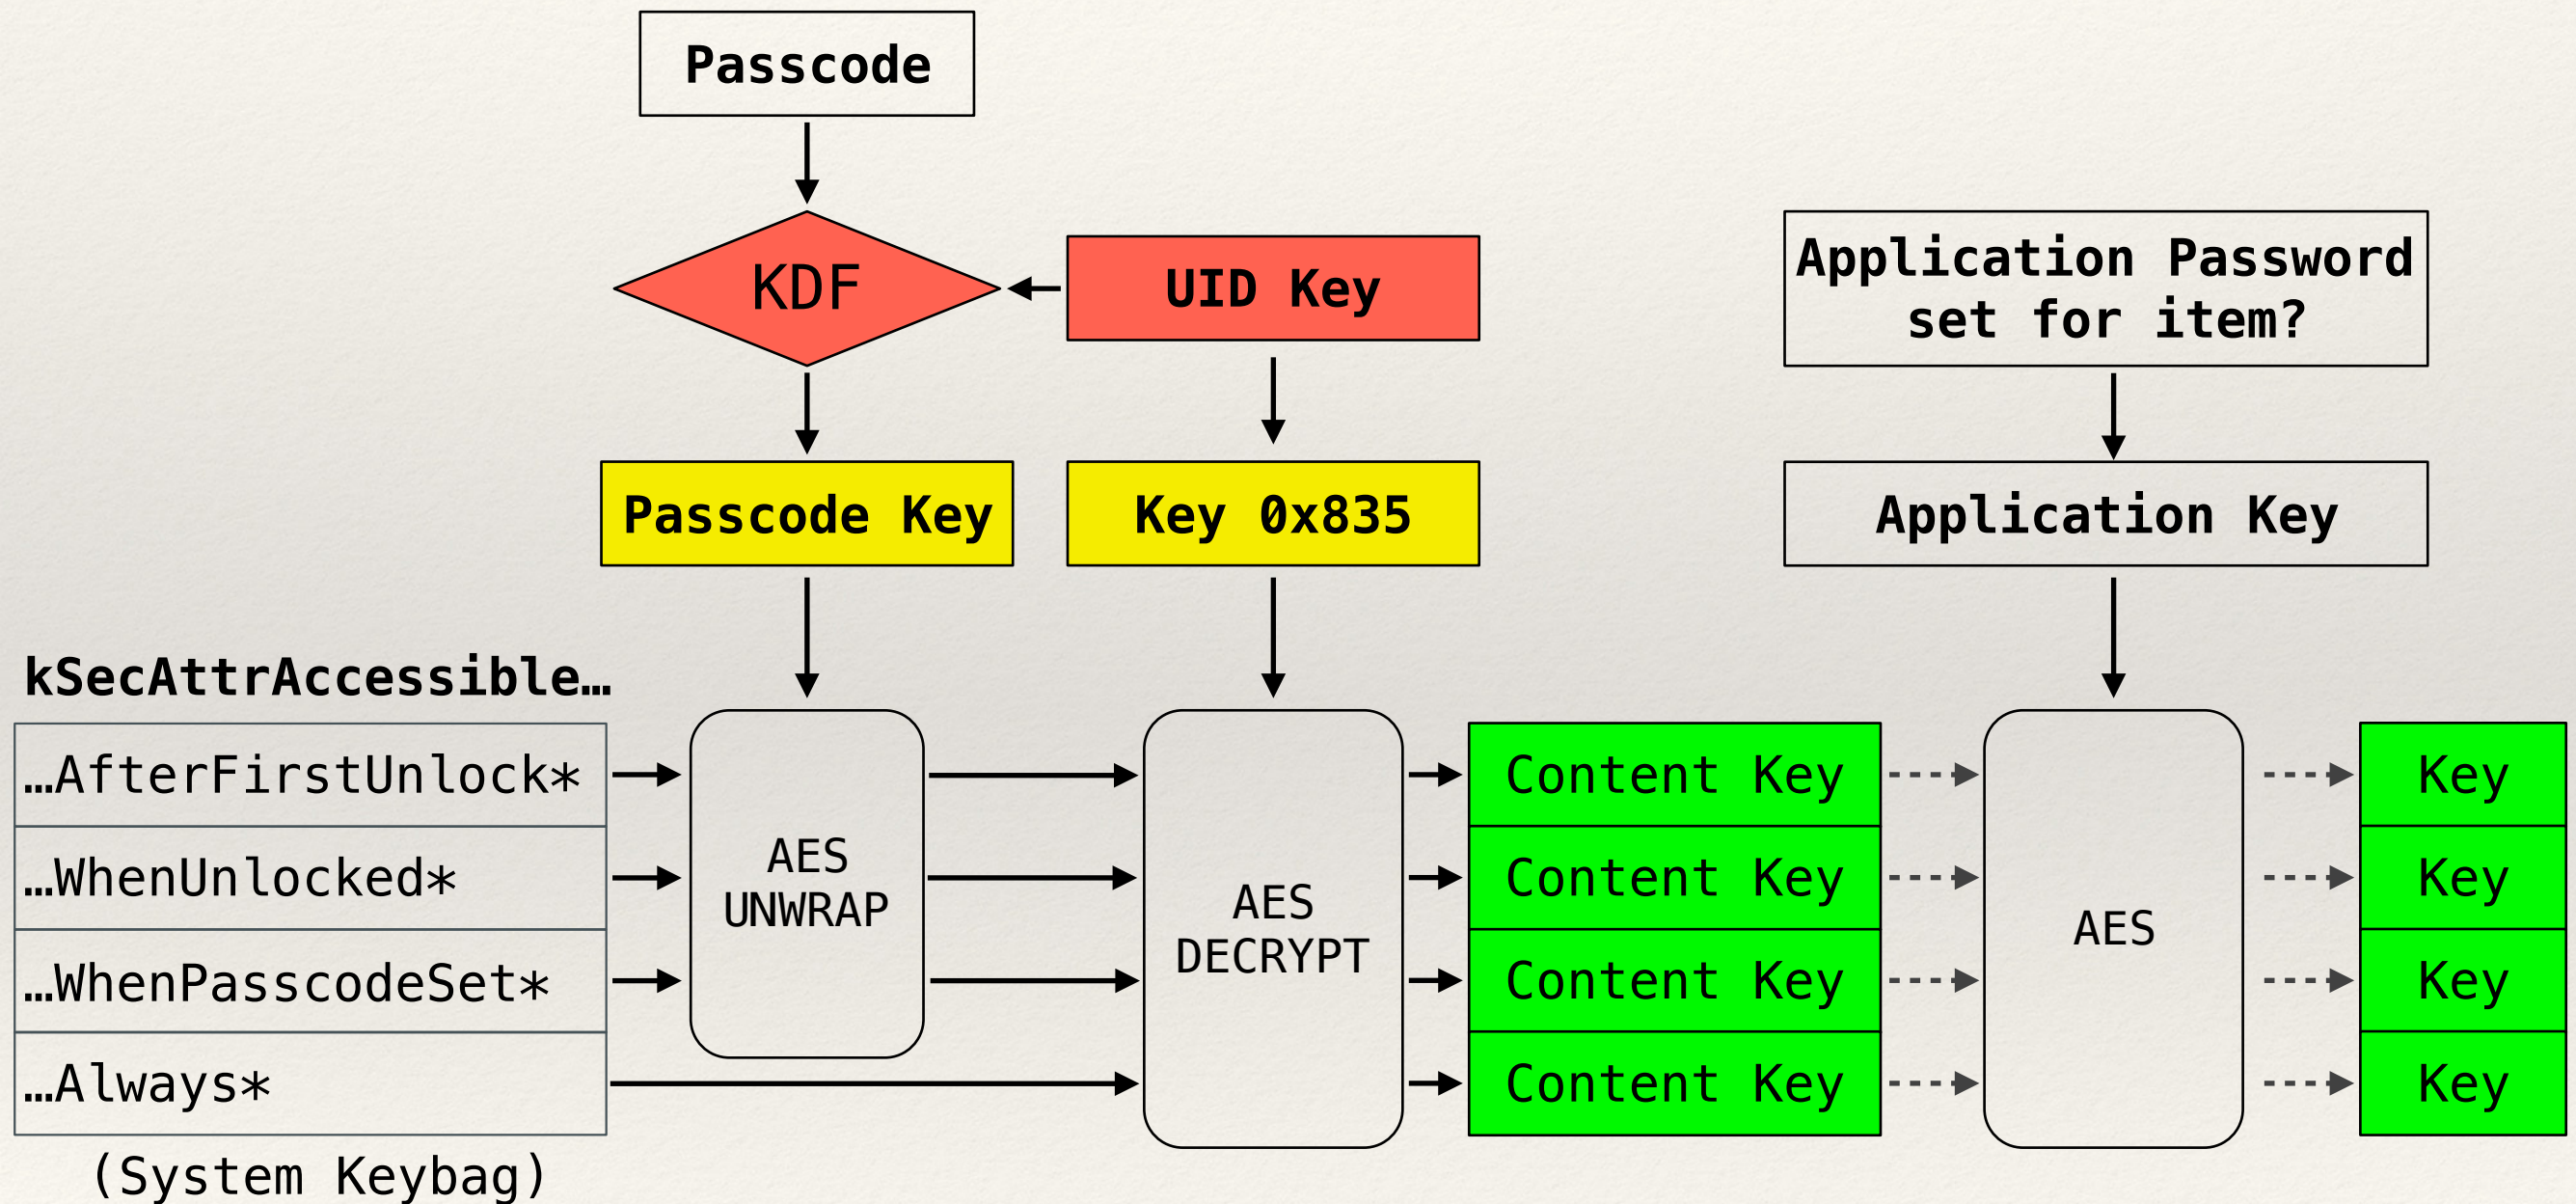 Passcode
KDF
UID Key
Application Password
set for item?
Passcode Key
Key 0x835
Application Key
kSecAttrAccessible…
…AfterFirstUnlock*
…WhenUnlocked*
…WhenPasscodeSet*
…Always*
(System Keybag)
AES
UNWRAP
AES
DECRYPT
Content Key
Content Key
Content Key
Content Key
AES
Key
Key
Key
Key